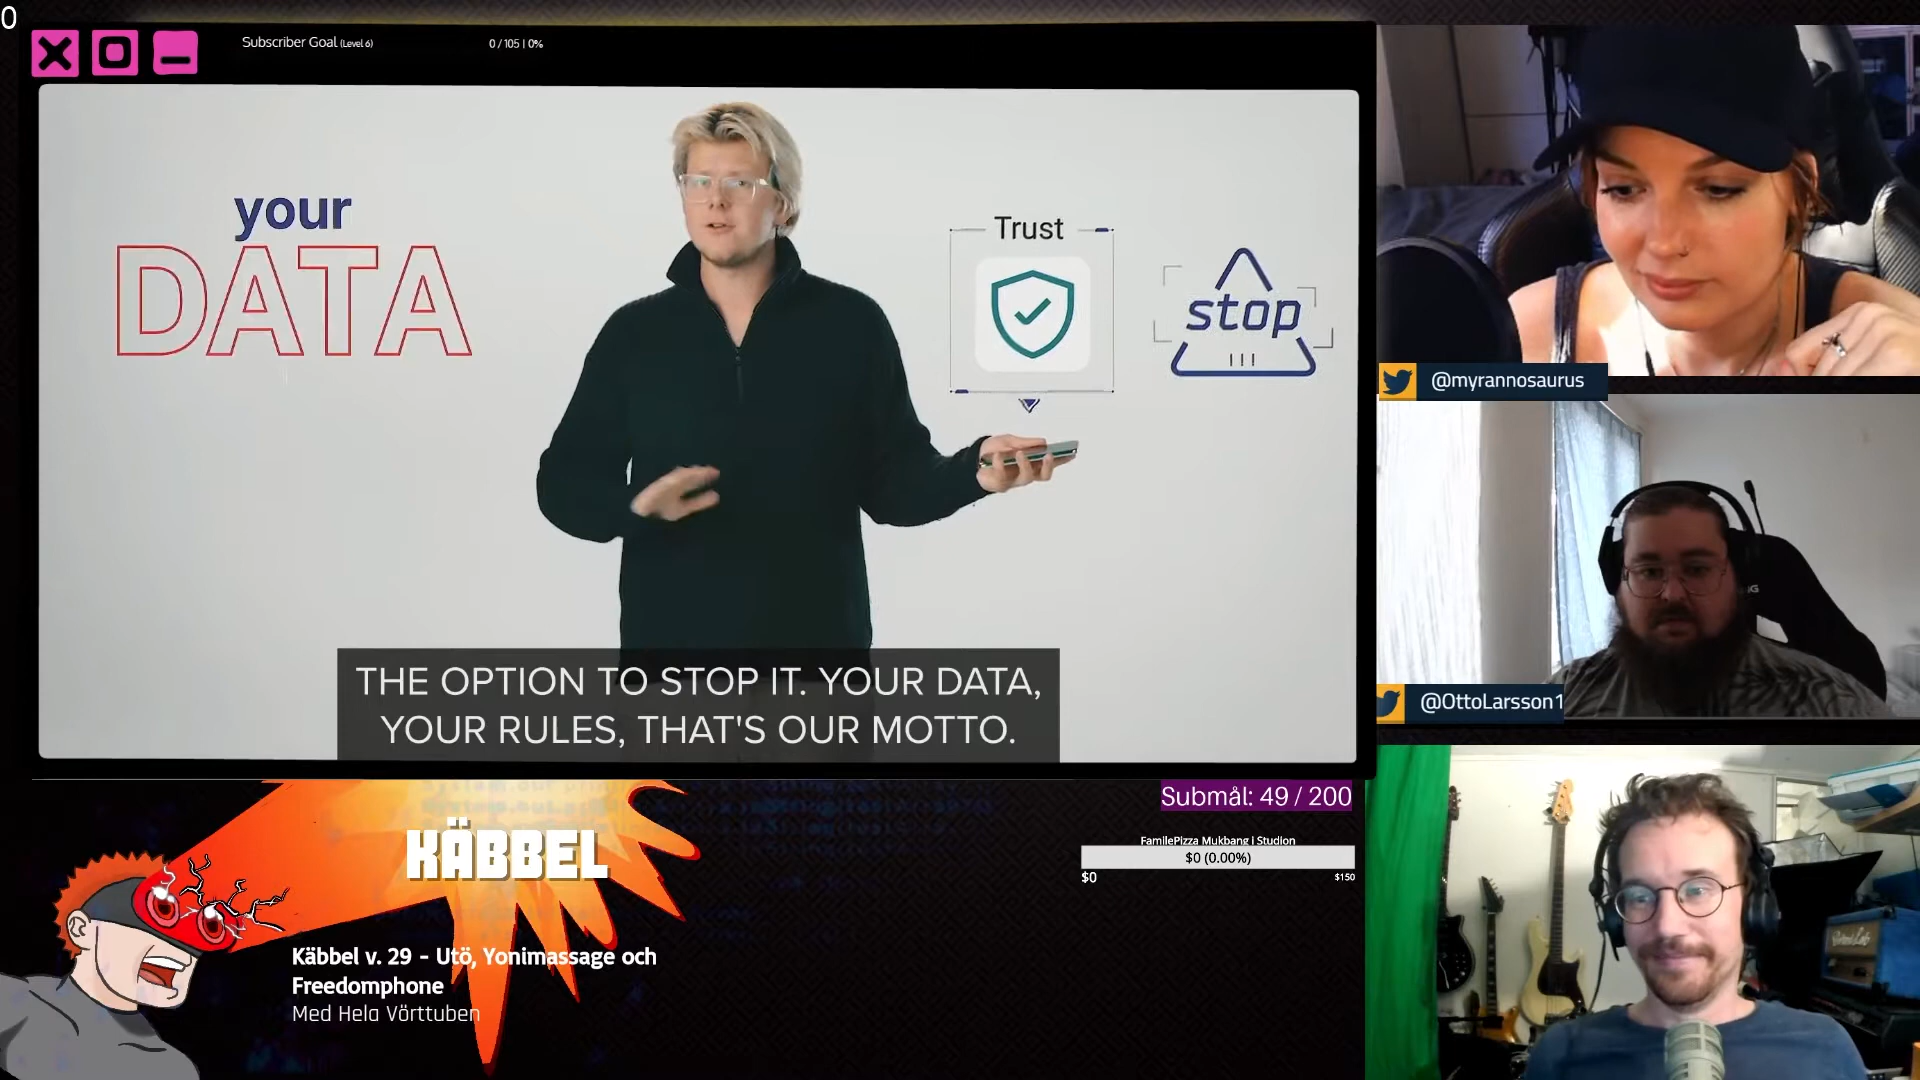 0
Subscriber Goal (Level 6)
0 / 105 | 0%
your
DATA
Trust
stop
THE OPTION TO STOP IT. YOUR DATA,
YOUR RULES, THAT'S OUR MOTTO.
@myrannosaurus
@OttoLarsson1
Submål: 49 / 200
FamilePizza Mukbang i Studion
$0 (0.00%)
$0
$150
KÄBBEL
Käbbel v. 29 - Utö, Yonimassage och
Freedomphone
Med Hela Vörttuben